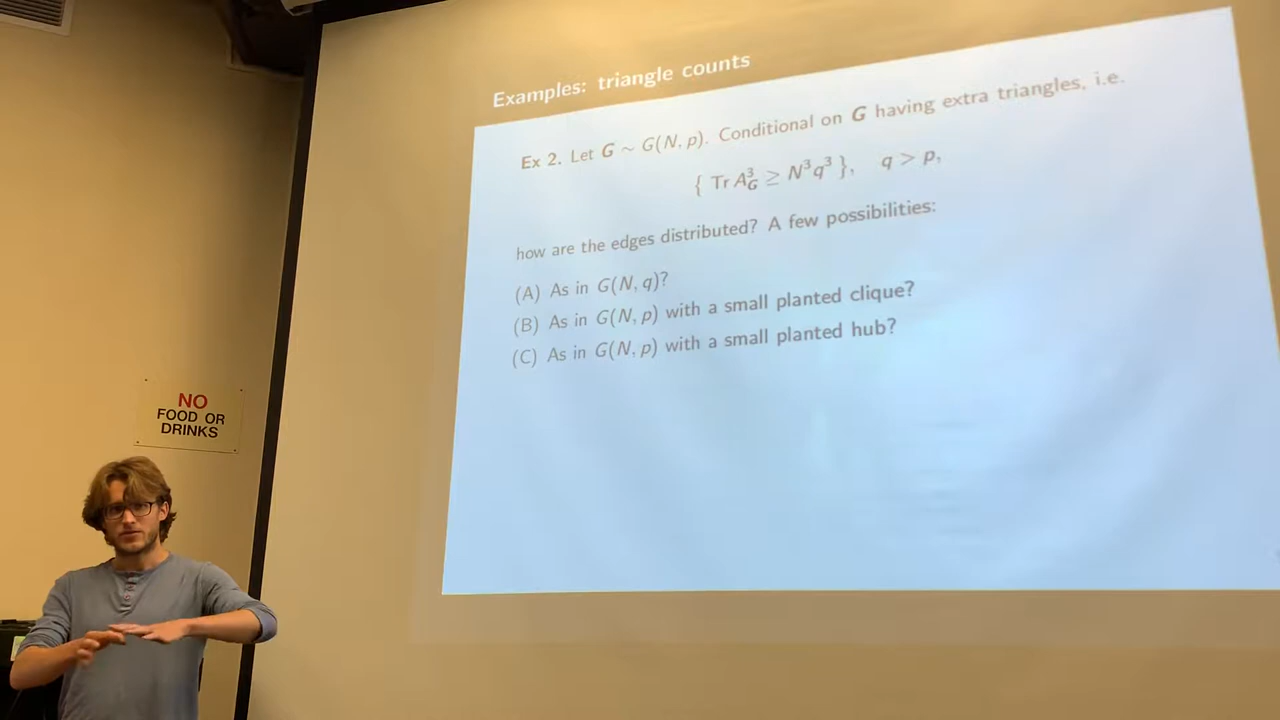 Examples: triangle counts
Ex 2. Let G ~ G(N, p). Conditional on G having extra triangles, i.e.
{ Tr A_G^3 ≥ N^3 q^3 }, q > p,
how are the edges distributed? A few possibilities:
(A) As in G(N, q)?
(B) As in G(N, p) with a small planted clique?
(C) As in G(N, p) with a small planted hub?
NO
FOOD OR
DRINKS